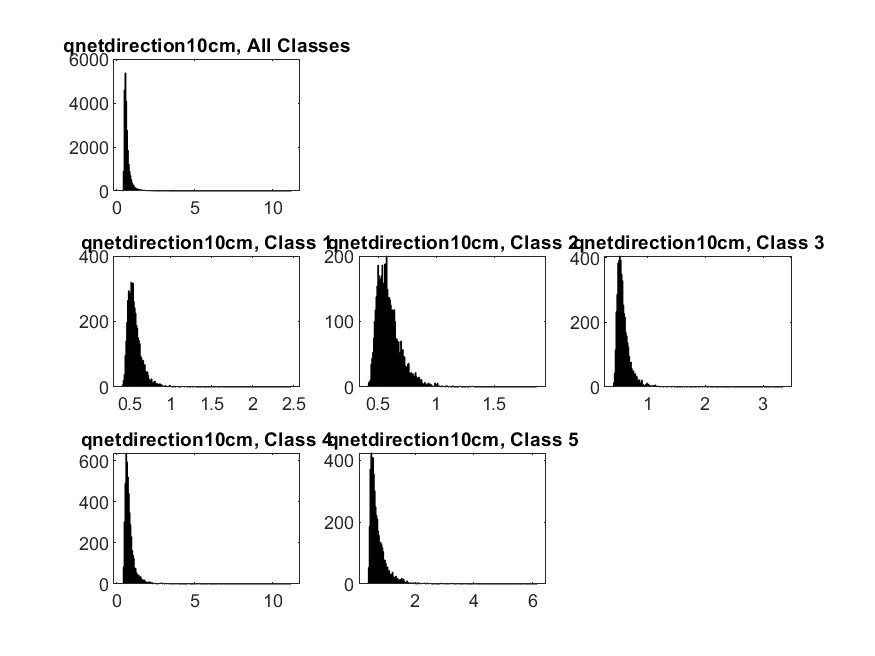 qnetdirection10cm, All Classes
6000
4000
2000
0
0 5 10
qnetdirection10cm, Class 1
400
200
0
0.5 1 1.5 2 2.5
qnetdirection10cm, Class 2
200
100
0
0.5 1 1.5
qnetdirection10cm, Class 3
400
200
0
1 2 3
qnetdirection10cm, Class 4
600
400
200
0
0 5 10
qnetdirection10cm, Class 5
400
200
0
2 4 6